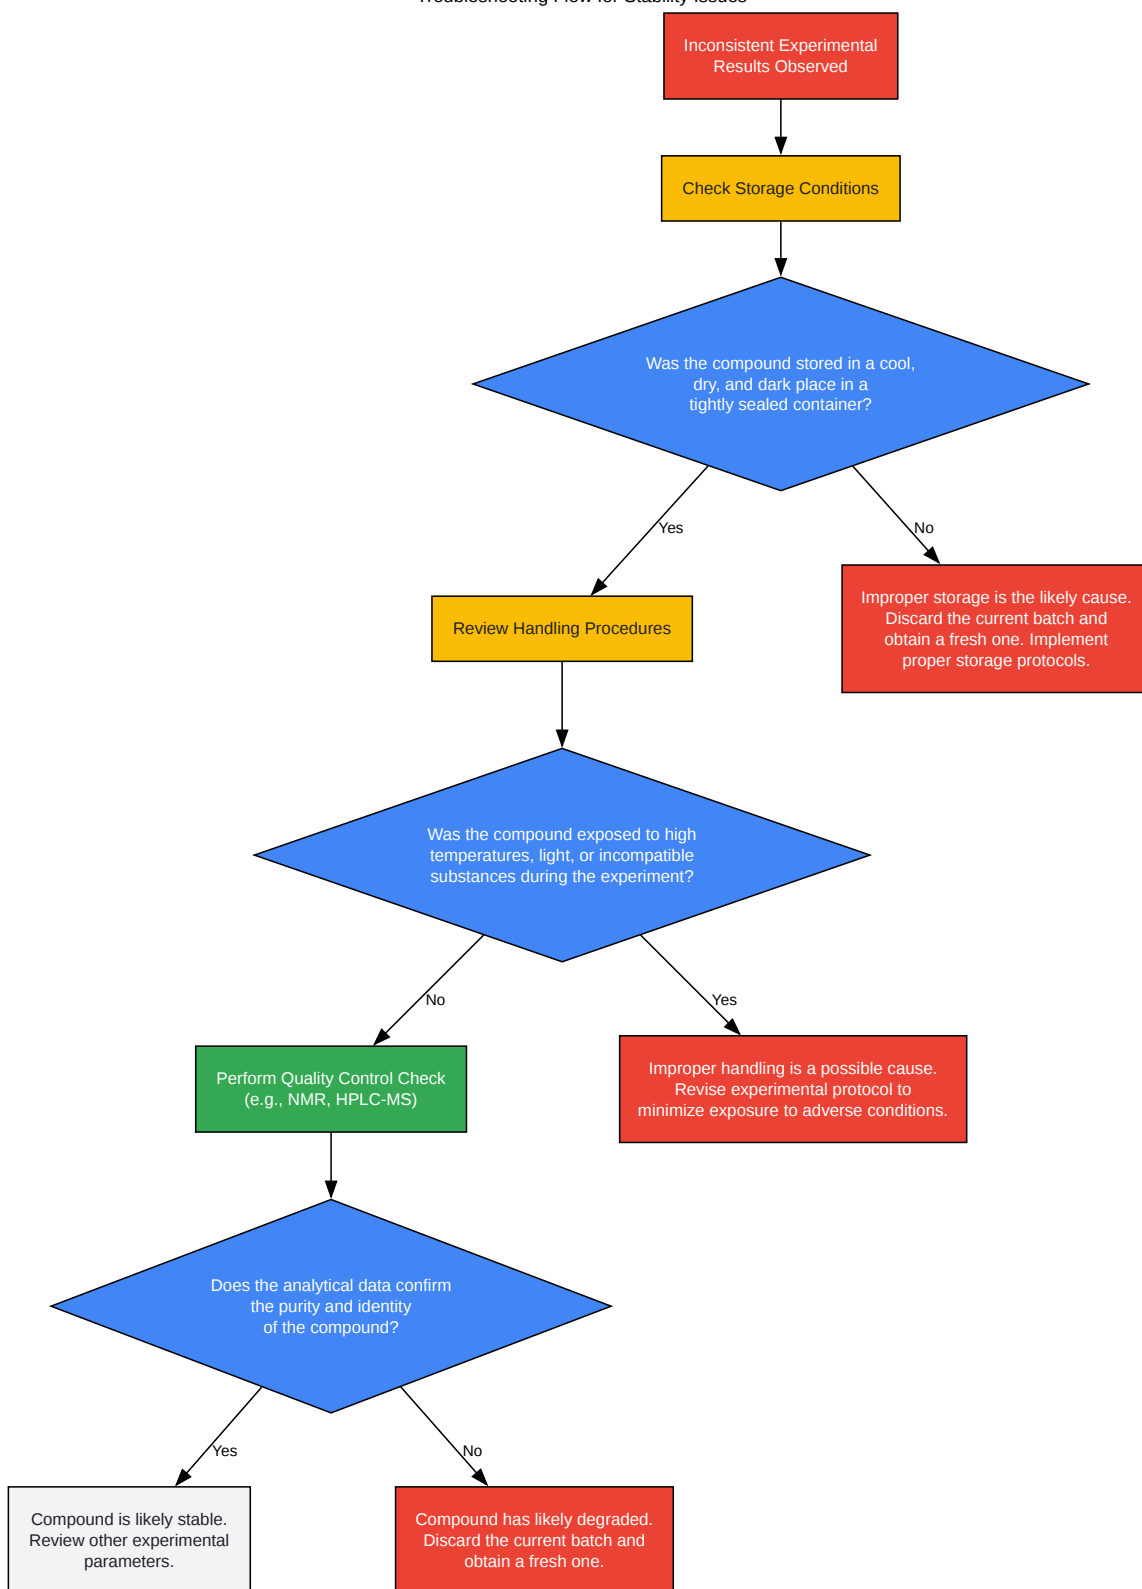 Troubleshooting Flow for Stability Issues
Inconsistent Experimental
Results Observed
Check Storage Conditions
Was the compound stored in a cool,
dry, and dark place in a
tightly sealed container?
Yes
No
Improper storage is the likely cause.
Discard the current batch and
obtain a fresh one. Implement
proper storage protocols.
Review Handling Procedures
Was the compound exposed to high
temperatures, light, or incompatible
substances during the experiment?
No
Yes
Perform Quality Control Check
(e.g., NMR, HPLC-MS)
Improper handling is a possible cause.
Revise experimental protocol to
minimize exposure to adverse conditions.
Does the analytical data confirm
the purity and identity
of the compound?
Yes
No
Compound is likely stable.
Review other experimental
parameters.
Compound has likely degraded.
Discard the current batch and
obtain a fresh one.